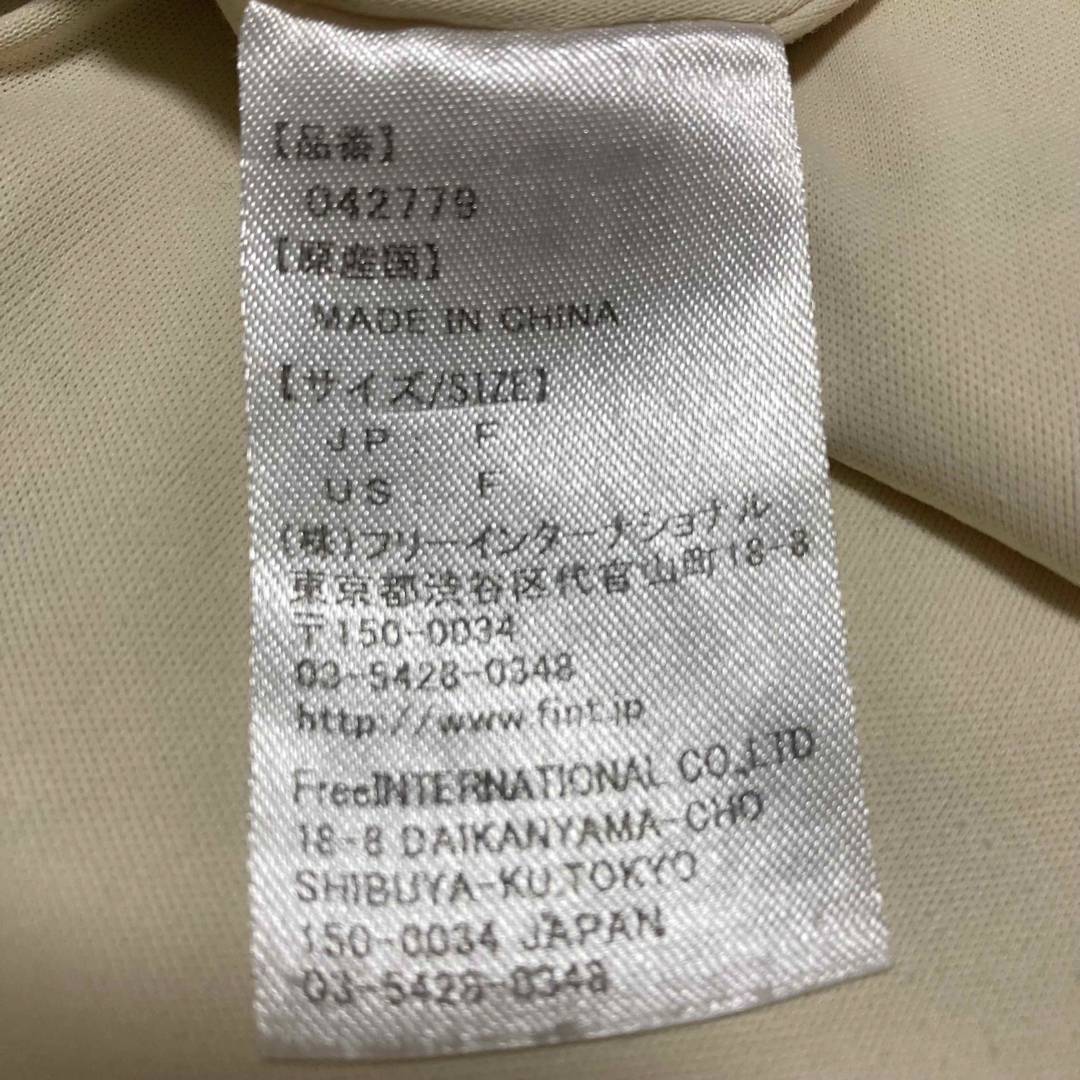 【品番】
042779
【原産国】
MADE IN CHINA
【サイズ/SIZE】
JP F
US F
(株)フリーインターナショナル
東京都渋谷区代官山町18-8
〒150-0034
03-5428-0348
http://www.fint.jp
FreeINTERNATIONAL CO.,LTD
18-8 DAIKANYAMA-CHO
SHIBUYA-KU,TOKYO
150-0034 JAPAN
03-5428-0348